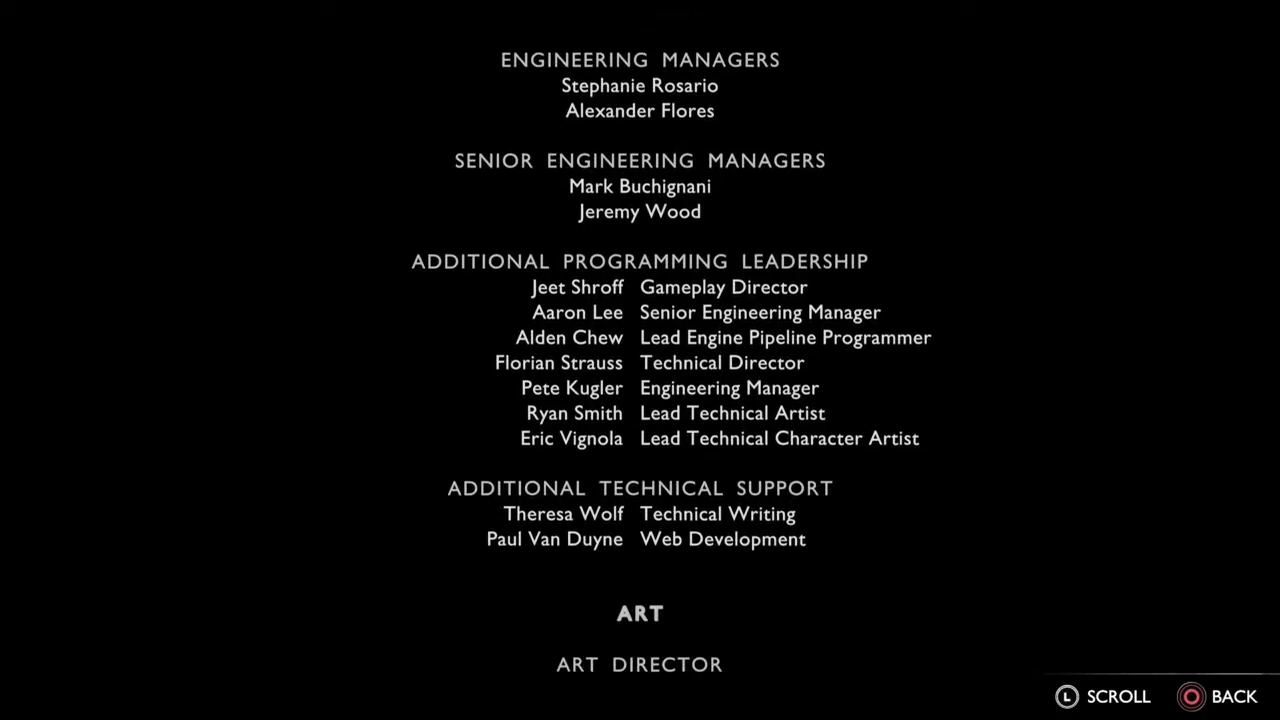 ENGINEERING MANAGERS
Stephanie Rosario
Alexander Flores
SENIOR ENGINEERING MANAGERS
Mark Buchignani
Jeremy Wood
ADDITIONAL PROGRAMMING LEADERSHIP
Jeet Shroff Gameplay Director
Aaron Lee Senior Engineering Manager
Alden Chew Lead Engine Pipeline Programmer
Florian Strauss Technical Director
Pete Kugler Engineering Manager
Ryan Smith Lead Technical Artist
Eric Vignola Lead Technical Character Artist
ADDITIONAL TECHNICAL SUPPORT
Theresa Wolf Technical Writing
Paul Van Duyne Web Development
ART
ART DIRECTOR
L SCROLL BACK